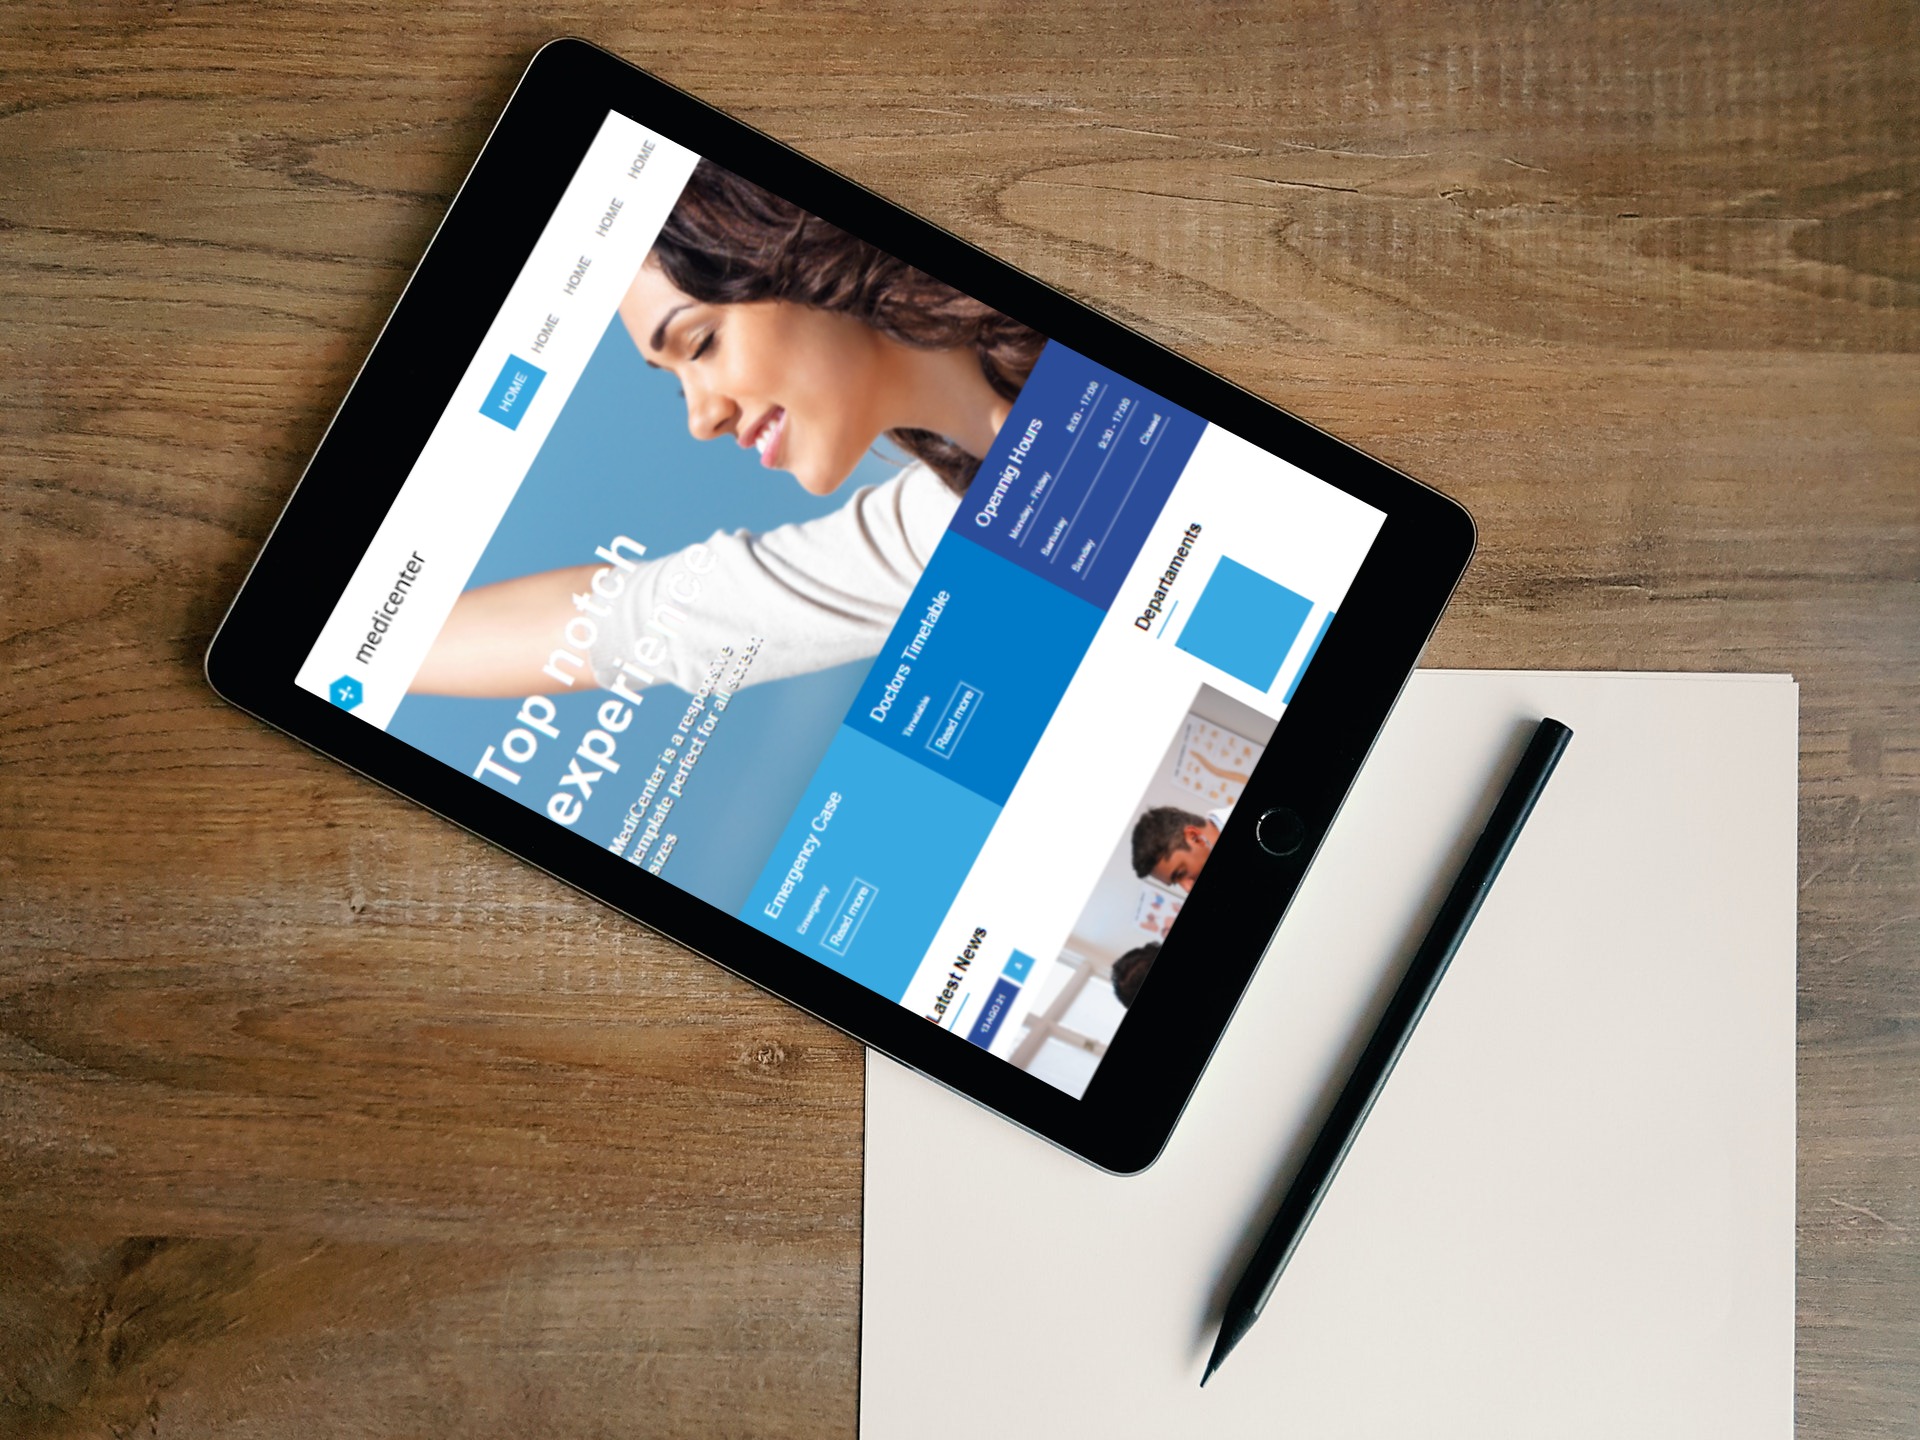 medicenter
HOME
HOME
HOME
HOME
HOME
Top notch
experience
MediCenter is a responsive
template perfect for all screen
sizes
Emergency Case
Emergency
Read more
Doctors Timetable
Timetable
Read more
Opennig Hours
Monday - Friday 8:00 - 17:00
Sartuday 9:30 - 17:00
Sunday Closed
Latest News
13 AGO 21
Departaments